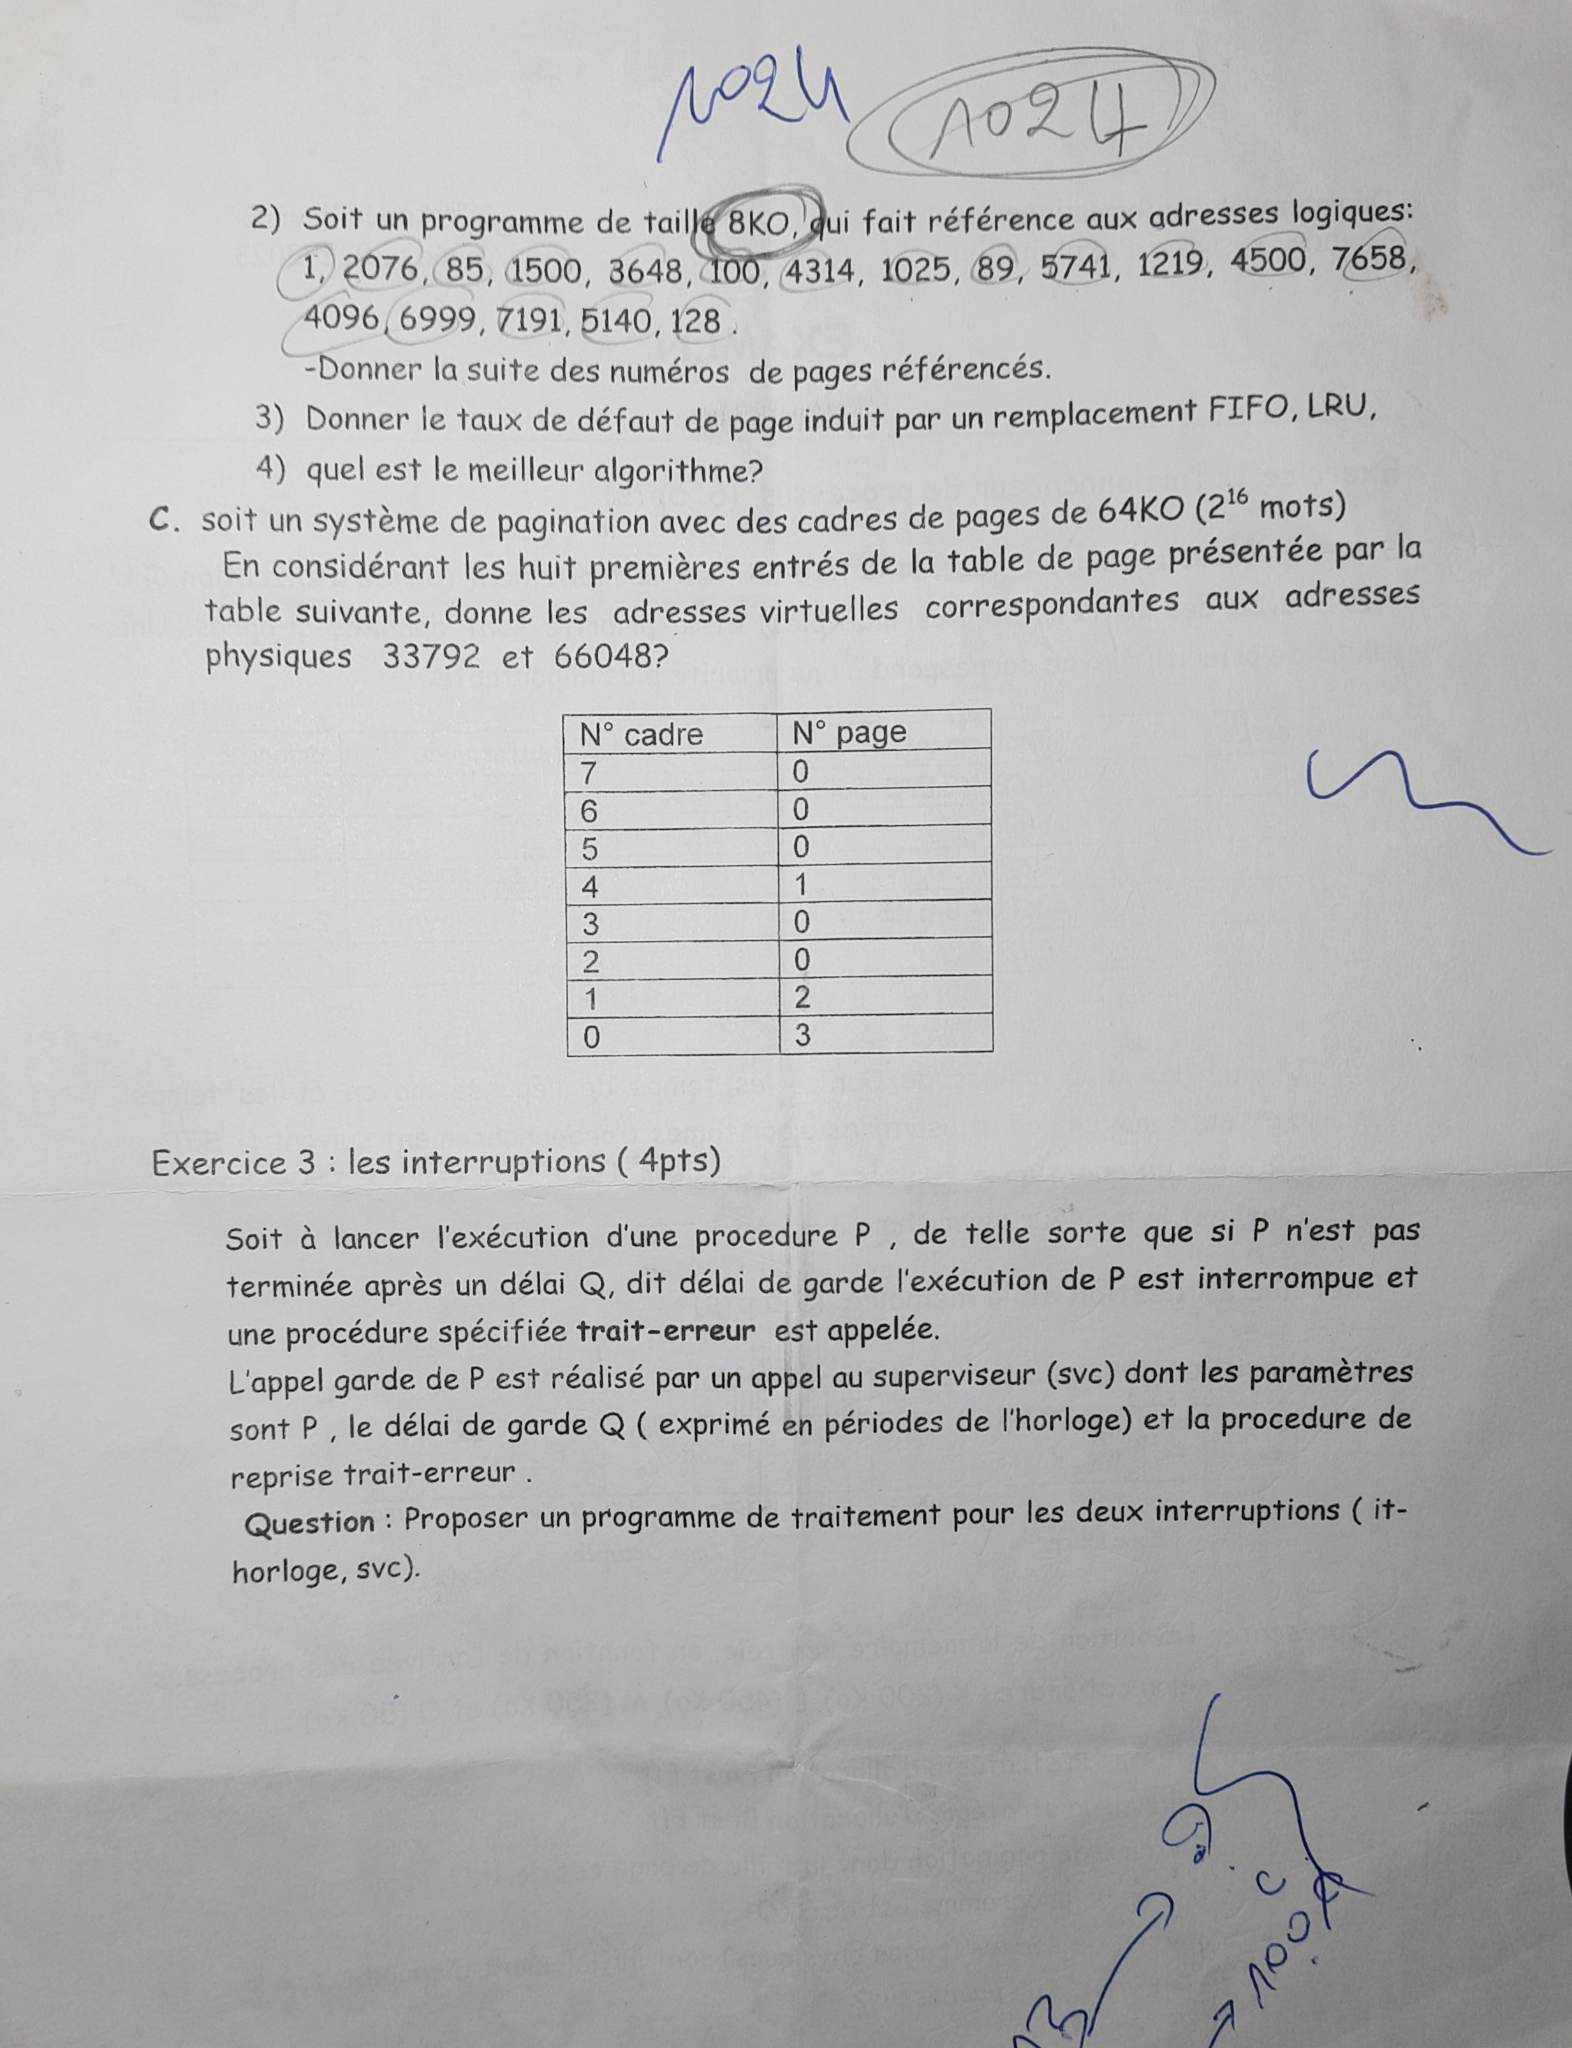 1024 1024
2) Soit un programme de taille 8KO, qui fait référence aux adresses logiques:
1, 2076, 85, 1500, 3648, 100, 4314, 1025, 89, 5741, 1219, 4500, 7658,
4096, 6999, 7191, 5140, 128 .
-Donner la suite des numéros de pages référencés.
3) Donner le taux de défaut de page induit par un remplacement FIFO, LRU,
4) quel est le meilleur algorithme?
C. soit un système de pagination avec des cadres de pages de 64KO (2¹⁶ mots)
En considérant les huit premières entrés de la table de page présentée par la
table suivante, donne les adresses virtuelles correspondantes aux adresses
physiques 33792 et 66048?
N° cadre N° page
7 0
6 0
5 0
4 1
3 0
2 0
1 2
0 3
Exercice 3 : les interruptions ( 4pts)
Soit à lancer l'exécution d'une procedure P , de telle sorte que si P n'est pas
terminée après un délai Q, dit délai de garde l'exécution de P est interrompue et
une procédure spécifiée trait-erreur est appelée.
L'appel garde de P est réalisé par un appel au superviseur (svc) dont les paramètres
sont P , le délai de garde Q ( exprimé en périodes de l'horloge) et la procedure de
reprise trait-erreur .
Question : Proposer un programme de traitement pour les deux interruptions ( it-
horloge, svc).